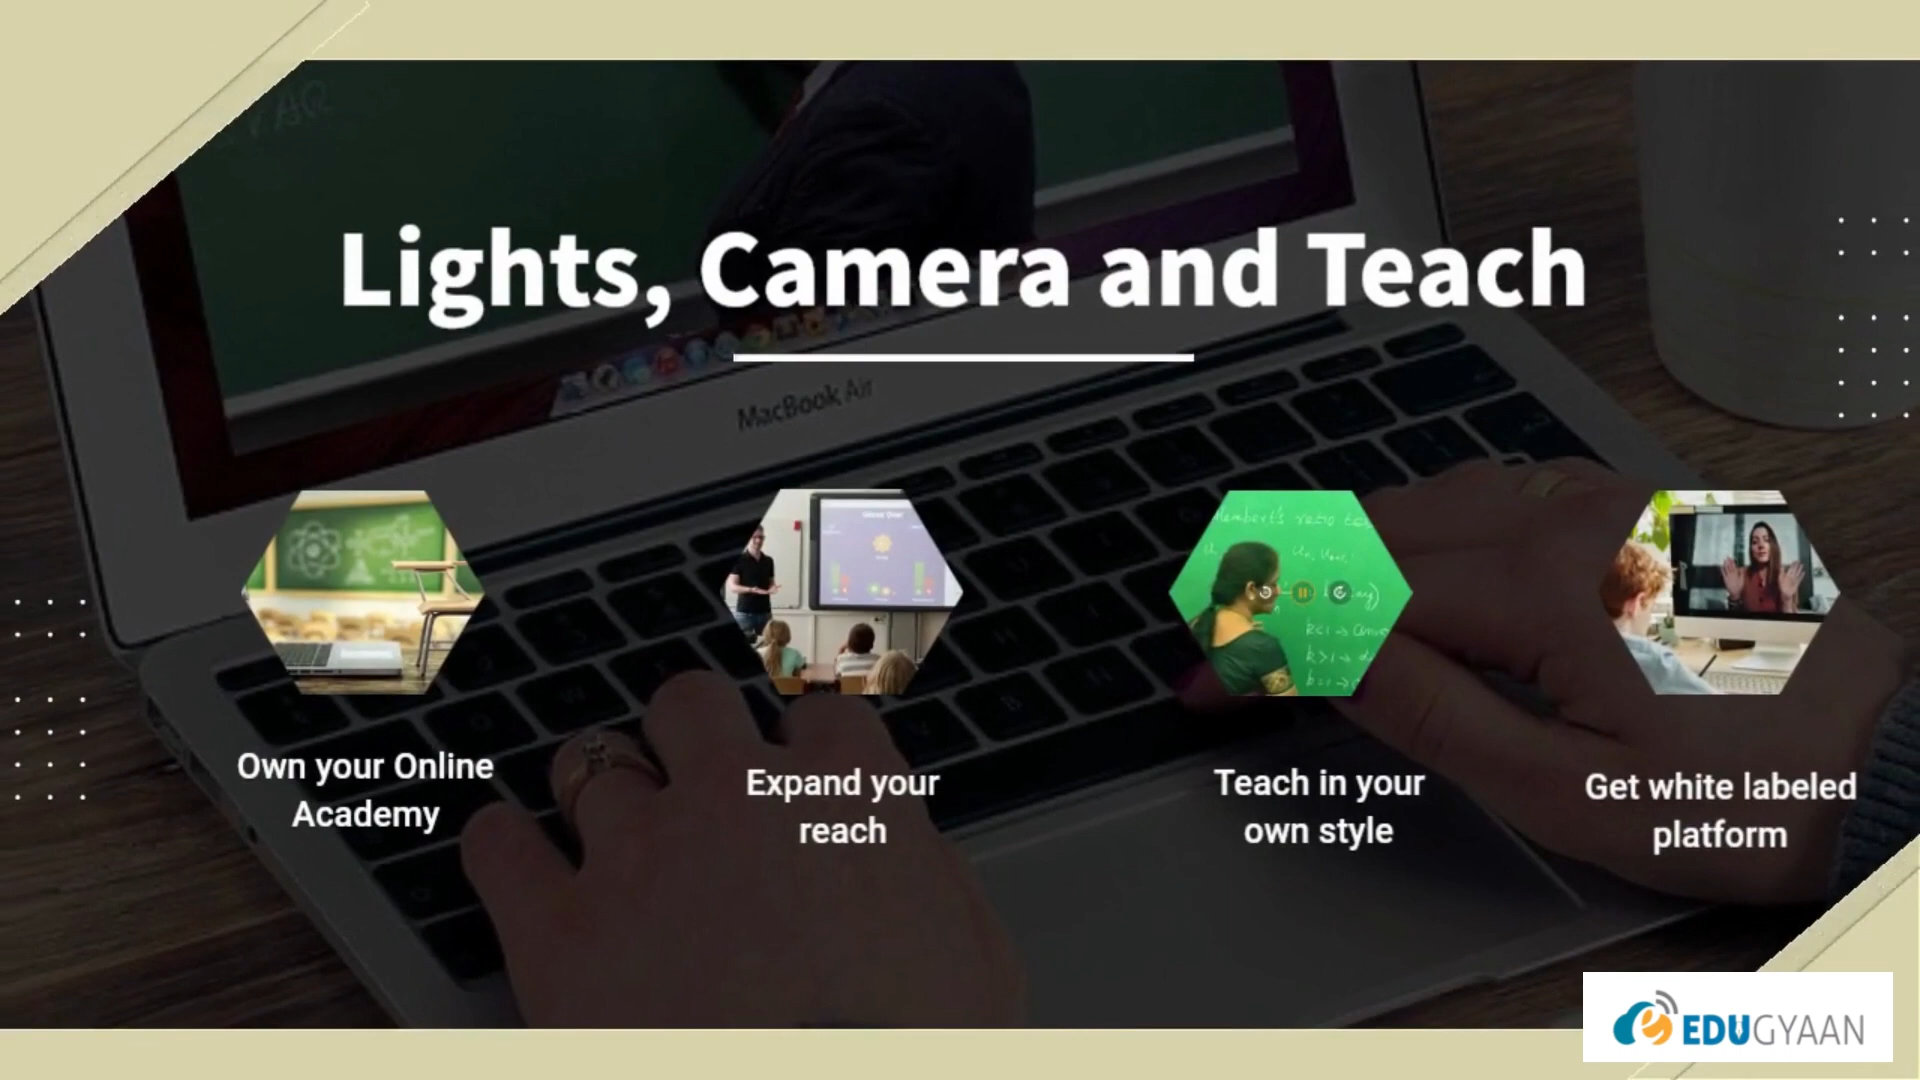 Lights, Camera and Teach
MacBook Air
Own your Online
Academy
Expand your
reach
Teach in your
own style
Get white labeled
platform
EDUGYAAN